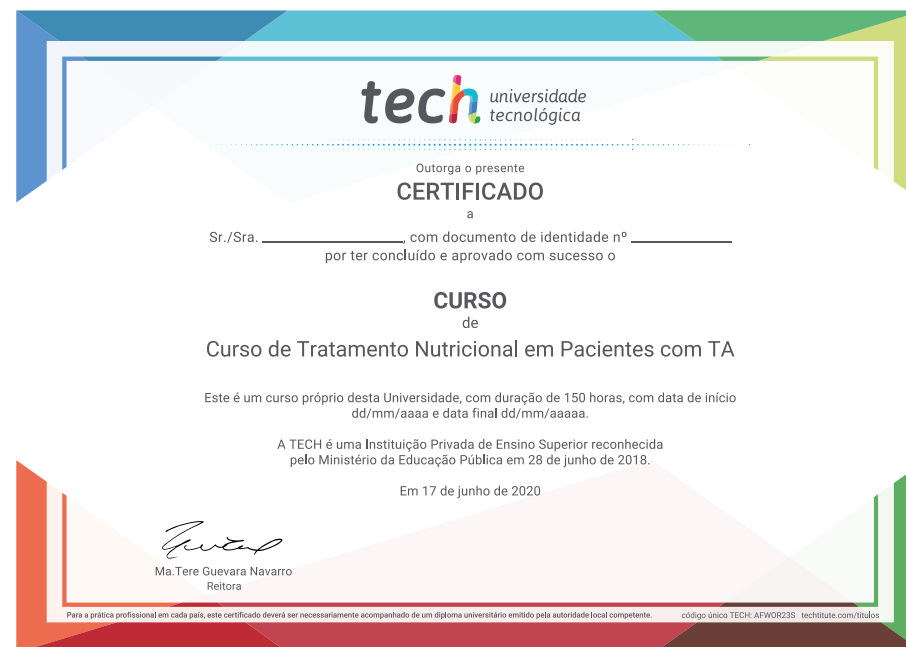 tech universidade
tecnológica
Outorga o presente
CERTIFICADO
a
Sr./Sra. ____________________, com documento de identidade nº ______________
por ter concluído e aprovado com sucesso o
CURSO
de
Curso de Tratamento Nutricional em Pacientes com TA
Este é um curso próprio desta Universidade, com duração de 150 horas, com data de início
dd/mm/aaaa e data final dd/mm/aaaaa.
A TECH é uma Instituição Privada de Ensino Superior reconhecida
pelo Ministério da Educação Pública em 28 de junho de 2018.
Em 17 de junho de 2020
Ma.Tere Guevara Navarro
Reitora
Para a prática profissional em cada país, este certificado deverá ser necessariamente acompanhado de um diploma universitário emitido pela autoridade local competente. código único TECH: AFWOR23S techtitute.com/títulos